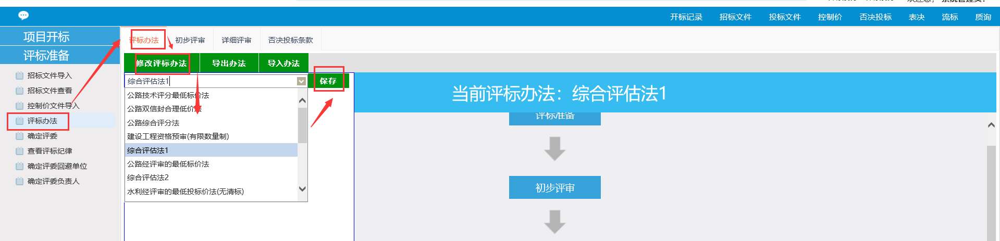 开标记录 招标文件 投标文件 控制价 否决投标 表决 流标 质询
项目开标
评标准备
招标文件导入
招标文件查看
控制价文件导入
评标办法
确定评委
查看评标纪律
确定评委回避单位
确定评委负责人
评标办法 初步评审 详细评审 否决投标条款
修改评标办法 导出办法 导入办法
综合评估法1 保存
公路技术评分最低标价法
公路双信封合理低价法
公路综合评分法
建设工程资格预审(有限数量制)
综合评估法1
公路经评审的最低标价法
综合评估法2
水利经评审的最低投标价法(无清标)
当前评标办法：综合评估法1
评标准备
初步评审